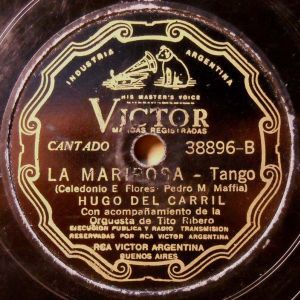 INDUSTRIA ARGENTINA
HIS MASTER'S VOICE
VICTOR
MARCAS REGISTRADAS
CANTADO 38896-B
LA MARIPOSA - Tango
(Celedonio E. Flores - Pedro M. Maffia)
HUGO DEL CARRIL
Con acompañamiento de la
Orquesta de Tito Ribero
EJECUCION PUBLICA Y RADIO TRANSMISION
RESERVADAS POR RCA VICTOR ARGENTINA
RCA VICTOR ARGENTINA
BUENOS AIRES